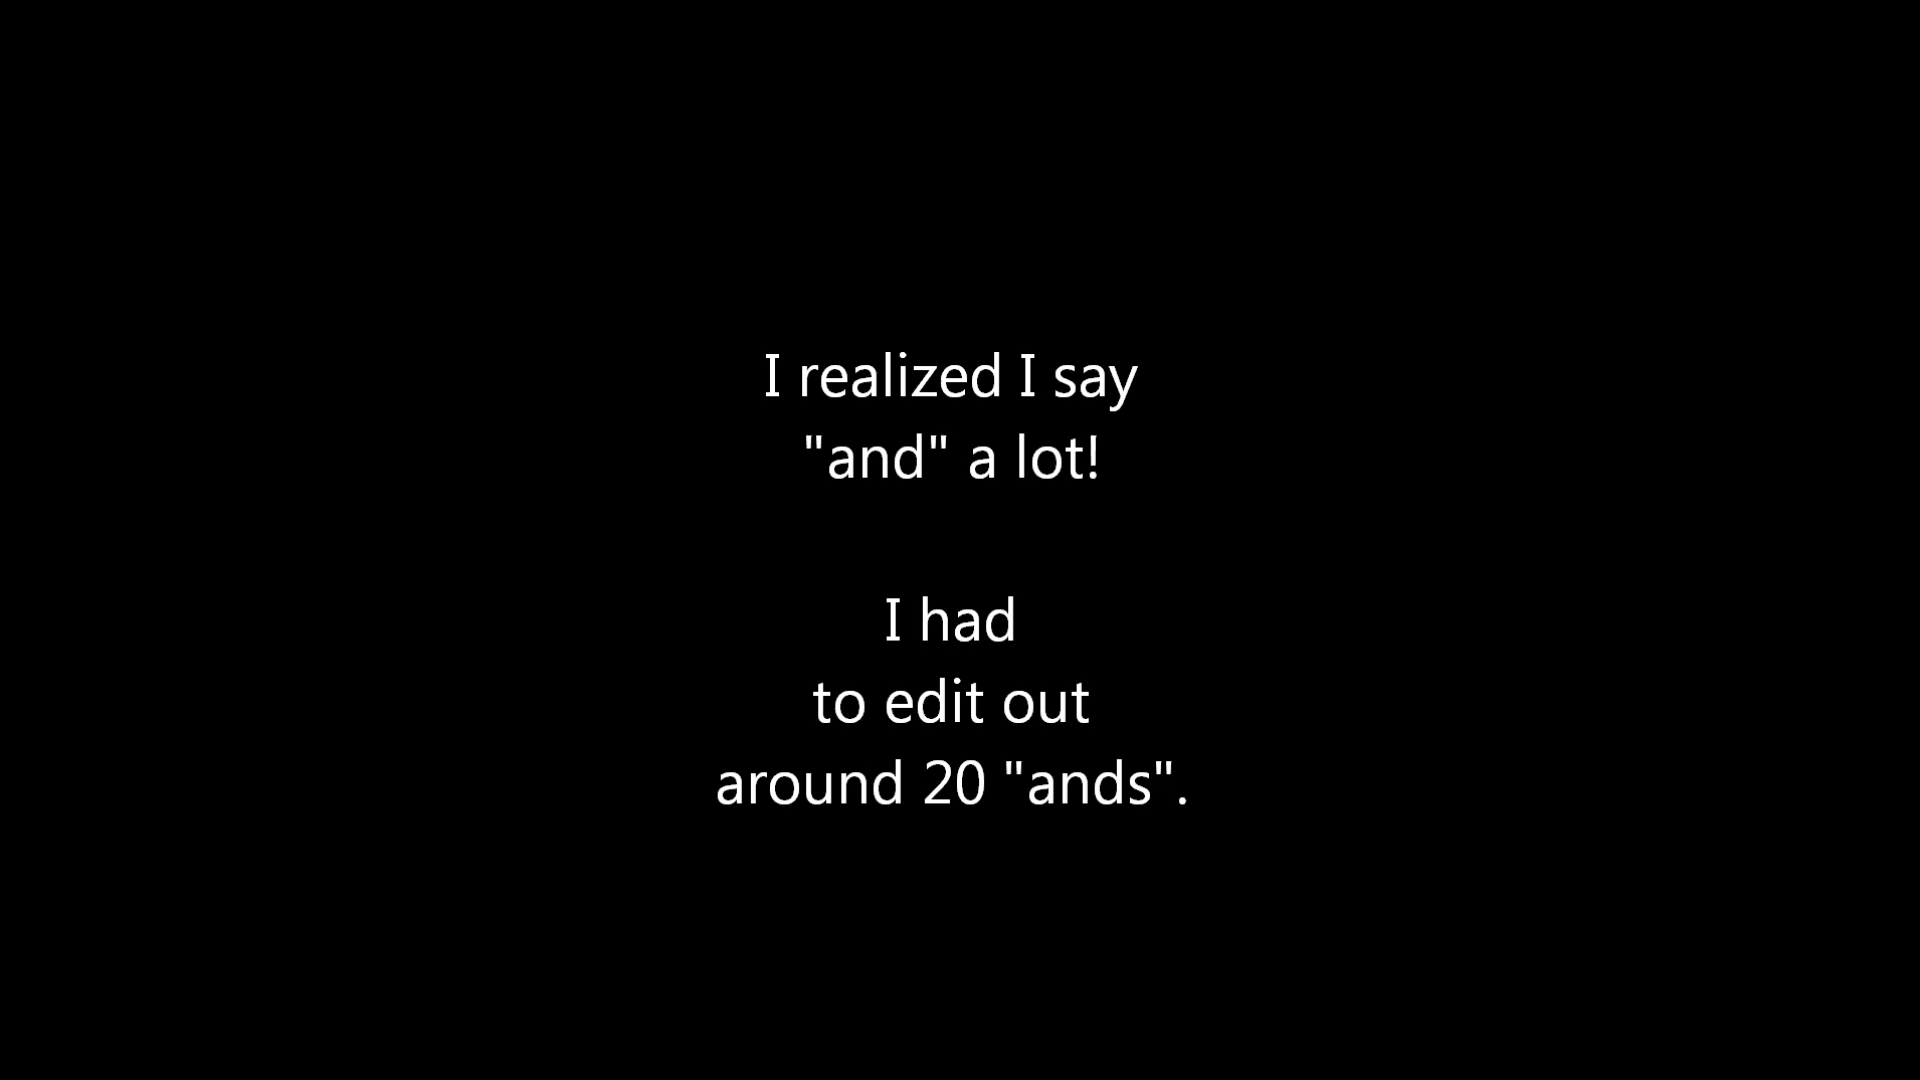 I realized I say
"and" a lot!
I had
to edit out
around 20 "ands".